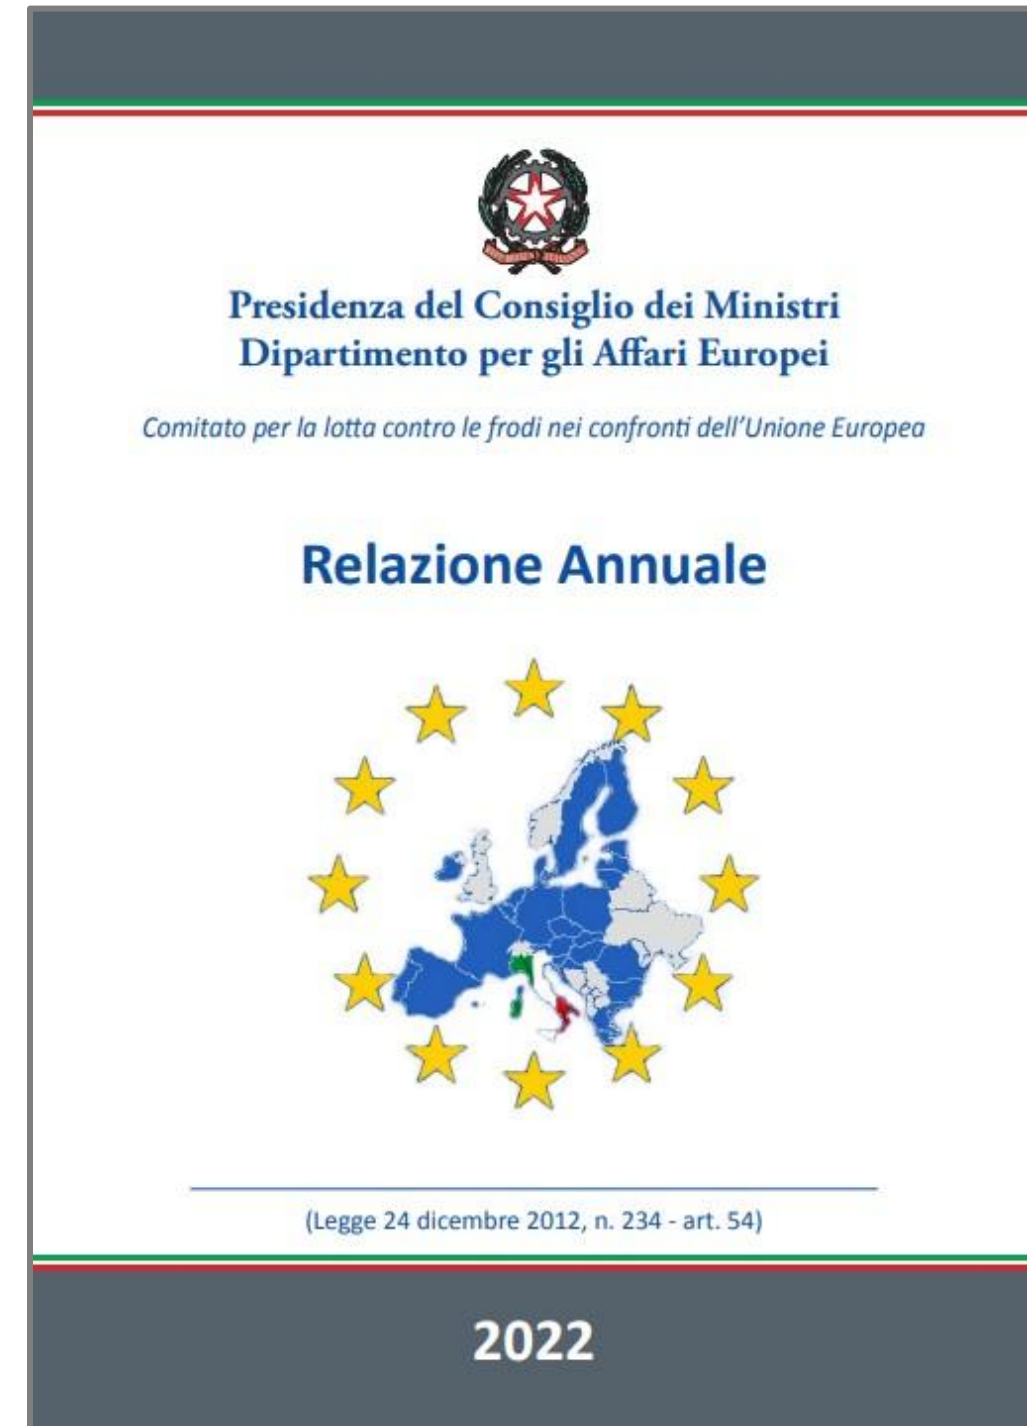 Presidenza del Consiglio dei Ministri
Dipartimento per gli Affari Europei
Comitato per la lotta contro le frodi nei confronti dell'Unione Europea
Relazione Annuale
(Legge 24 dicembre 2012, n. 234 - art. 54)
2022